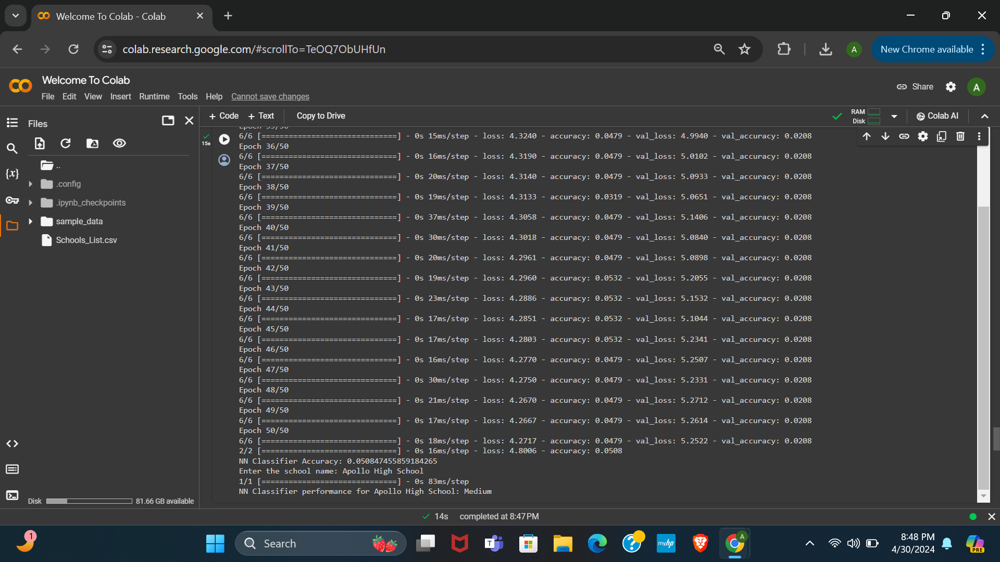 Welcome To Colab - Colab
colab.research.google.com/#scrollTo=TeOQ7ObUHfUn
A
New Chrome available
Welcome To Colab
File Edit View Insert Runtime Tools Help Cannot save changes
Share
A
Files
+ Code + Text Copy to Drive
RAM
Disk
Colab AI
..
.config
.ipynb_checkpoints
sample_data
Schools_List.csv
{x}
Disk 81.66 GB available
15s
Epoch 35/50
6/6 [==============================] - 0s 15ms/step - loss: 4.3240 - accuracy: 0.0479 - val_loss: 4.9940 - val_accuracy: 0.0208
Epoch 36/50
6/6 [==============================] - 0s 16ms/step - loss: 4.3190 - accuracy: 0.0479 - val_loss: 5.0102 - val_accuracy: 0.0208
Epoch 37/50
6/6 [==============================] - 0s 20ms/step - loss: 4.3140 - accuracy: 0.0479 - val_loss: 5.0933 - val_accuracy: 0.0208
Epoch 38/50
6/6 [==============================] - 0s 19ms/step - loss: 4.3133 - accuracy: 0.0319 - val_loss: 5.0651 - val_accuracy: 0.0208
Epoch 39/50
6/6 [==============================] - 0s 37ms/step - loss: 4.3058 - accuracy: 0.0479 - val_loss: 5.1406 - val_accuracy: 0.0208
Epoch 40/50
6/6 [==============================] - 0s 30ms/step - loss: 4.3018 - accuracy: 0.0479 - val_loss: 5.0840 - val_accuracy: 0.0208
Epoch 41/50
6/6 [==============================] - 0s 20ms/step - loss: 4.2961 - accuracy: 0.0479 - val_loss: 5.0898 - val_accuracy: 0.0208
Epoch 42/50
6/6 [==============================] - 0s 19ms/step - loss: 4.2960 - accuracy: 0.0532 - val_loss: 5.2055 - val_accuracy: 0.0208
Epoch 43/50
6/6 [==============================] - 0s 23ms/step - loss: 4.2886 - accuracy: 0.0532 - val_loss: 5.1532 - val_accuracy: 0.0208
Epoch 44/50
6/6 [==============================] - 0s 17ms/step - loss: 4.2851 - accuracy: 0.0532 - val_loss: 5.1044 - val_accuracy: 0.0208
Epoch 45/50
6/6 [==============================] - 0s 17ms/step - loss: 4.2803 - accuracy: 0.0532 - val_loss: 5.2341 - val_accuracy: 0.0208
Epoch 46/50
6/6 [==============================] - 0s 16ms/step - loss: 4.2770 - accuracy: 0.0479 - val_loss: 5.2507 - val_accuracy: 0.0208
Epoch 47/50
6/6 [==============================] - 0s 30ms/step - loss: 4.2750 - accuracy: 0.0479 - val_loss: 5.2331 - val_accuracy: 0.0208
Epoch 48/50
6/6 [==============================] - 0s 21ms/step - loss: 4.2670 - accuracy: 0.0479 - val_loss: 5.2712 - val_accuracy: 0.0208
Epoch 49/50
6/6 [==============================] - 0s 17ms/step - loss: 4.2667 - accuracy: 0.0479 - val_loss: 5.2614 - val_accuracy: 0.0208
Epoch 50/50
6/6 [==============================] - 0s 18ms/step - loss: 4.2717 - accuracy: 0.0479 - val_loss: 5.2522 - val_accuracy: 0.0208
2/2 [==============================] - 0s 16ms/step - loss: 4.8006 - accuracy: 0.0508
NN Classifier Accuracy: 0.050847455859184265
Enter the school name: Apollo High School
1/1 [==============================] - 0s 83ms/step
NN Classifier performance for Apollo High School: Medium
14s completed at 8:47 PM
1
Search
T
myhp
A
8:48 PM
4/30/2024
PRE